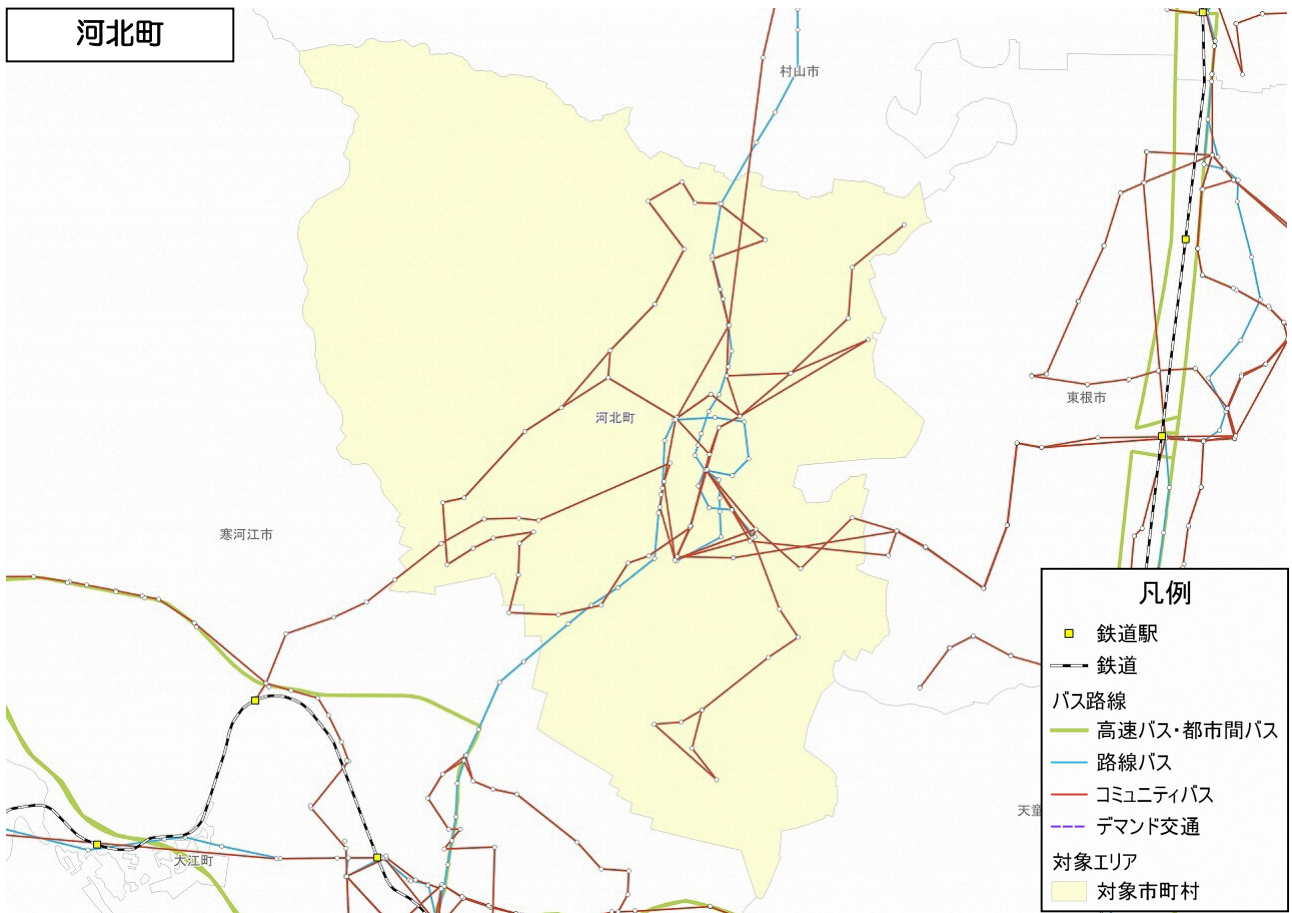 河北町
村山市
河北町
東根市
寒河江市
大江町
天童
凡例
鉄道駅
鉄道
バス路線
高速バス・都市間バス
路線バス
コミュニティバス
デマンド交通
対象エリア
対象市町村